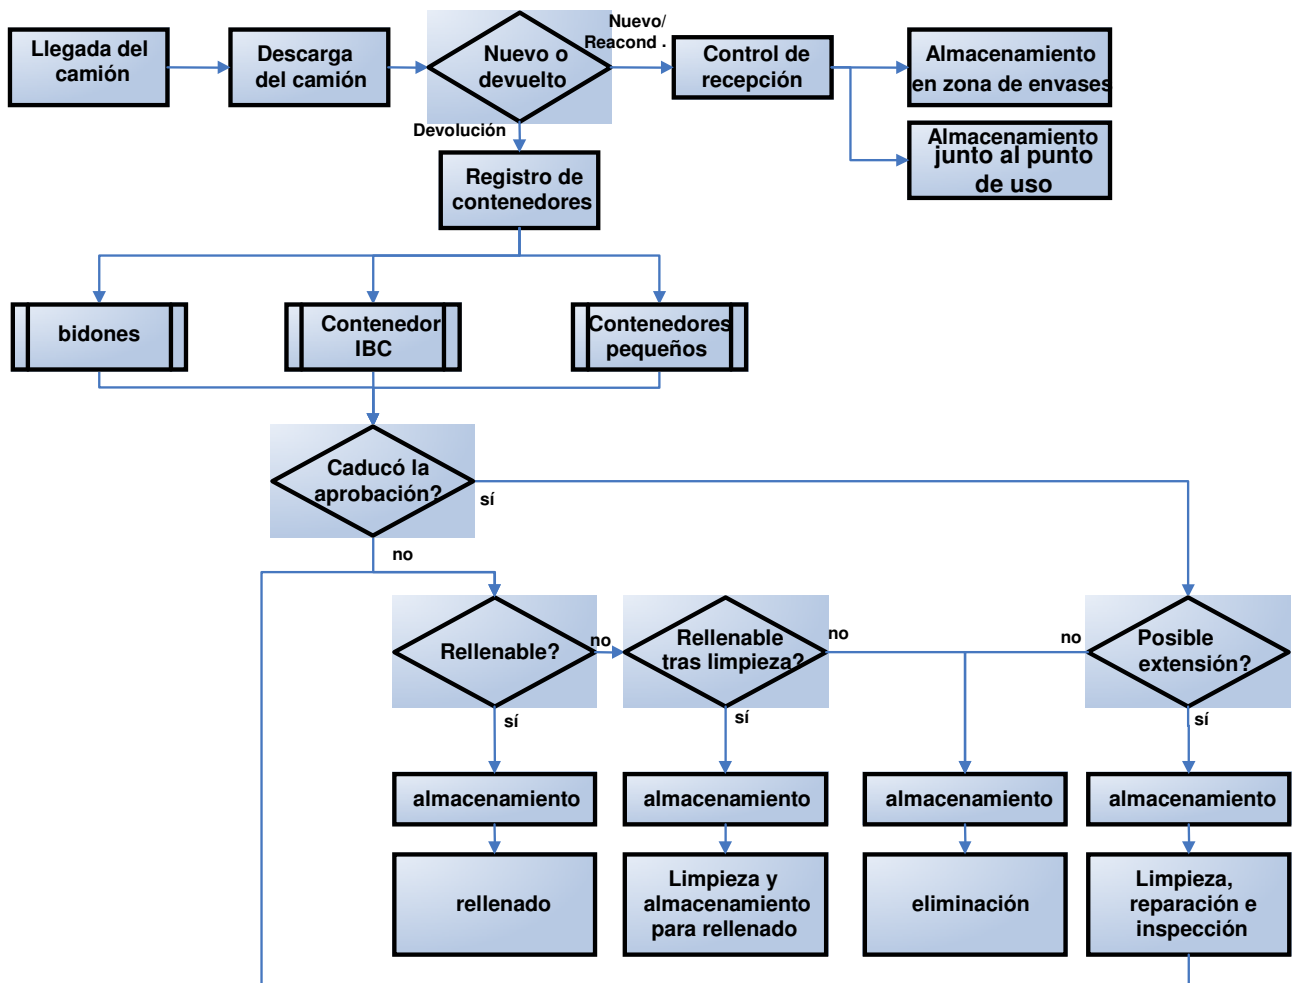 Llegada del
camión
Descarga
del camión
Nuevo o
devuelto
Nuevo/
Reacond .
Control de
recepción
Almacenamiento
en zona de envases
Almacenamiento
junto al punto
de uso
Devolución
Registro de
contenedores
bidones
Contenedor
IBC
Contenedores
pequeños
Caducó la
aprobación?
sí
no
Rellenable?
no
Rellenable
tras limpieza?
no
no
Posible
extensión?
sí
sí
sí
almacenamiento
almacenamiento
almacenamiento
almacenamiento
rellenado
Limpieza y
almacenamiento
para rellenado
eliminación
Limpieza,
reparación e
inspección